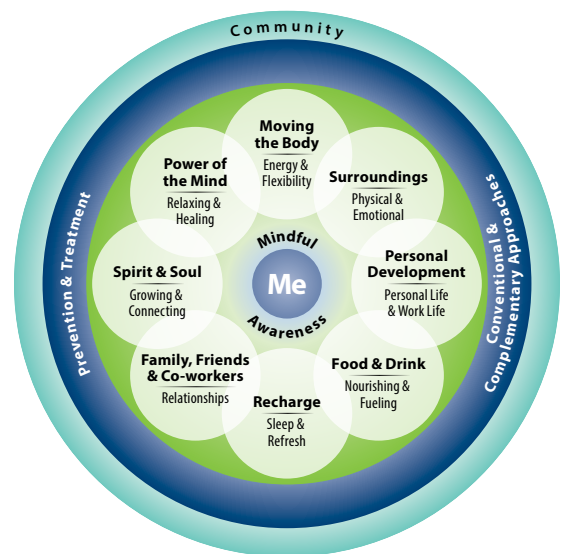 Community
Prevention & Treatment
Conventional &
Complementary Approaches
Moving
the Body
Energy &
Flexibility
Surroundings
Physical &
Emotional
Personal
Development
Personal Life
& Work Life
Food & Drink
Nourishing &
Fueling
Recharge
Sleep &
Refresh
Family, Friends
& Co-workers
Relationships
Spirit & Soul
Growing &
Connecting
Power of
the Mind
Relaxing &
Healing
Mindful
Me
Awareness